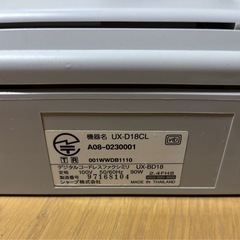 機器名 UX-D18CL
A08-0230001
T R
001WWDB1110
デジタルコードレスファクシミリ UX-BD18
定格 100V 50/60Hz 90W 2.4FH8
製造番号 97168104
シャープ株式会社 MADE IN THAILAND